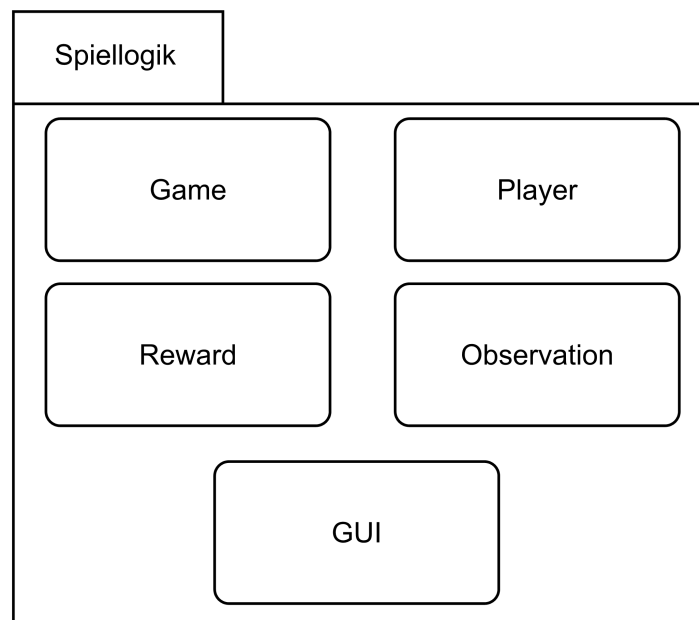 Spiellogik
Game
Player
Reward
Observation
GUI